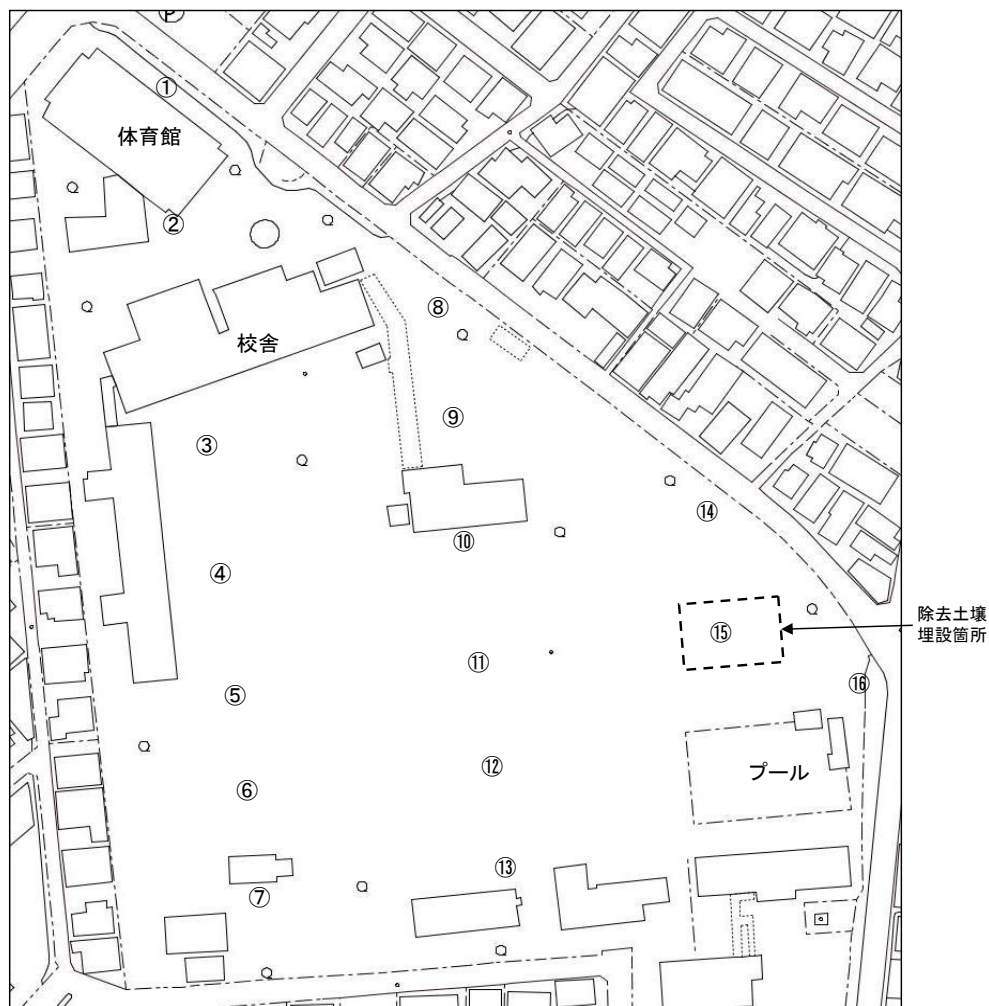 P
①
体育館
②
⑧
校舎
⑨
③
⑭
⑩
④
除去土壌
埋設箇所
⑮
⑪
⑯
⑤
⑫
プール
⑥
⑬
⑦